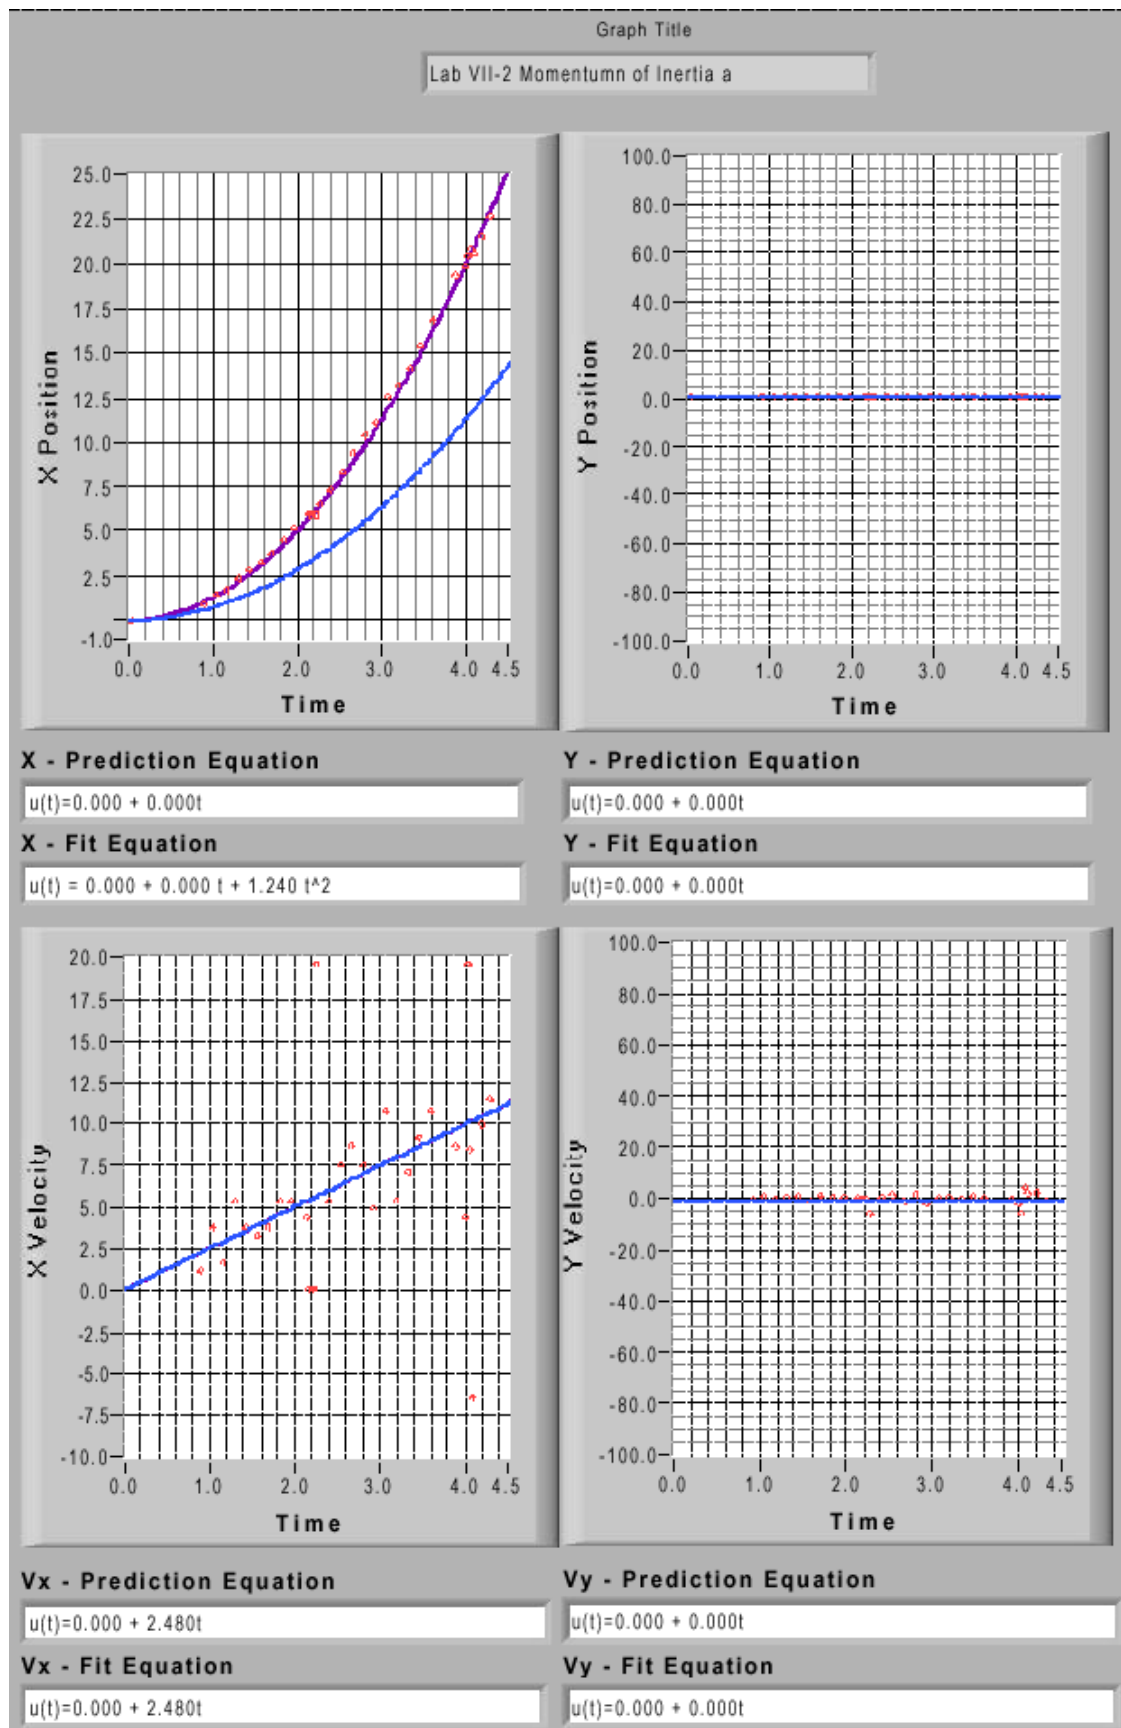 Graph Title
Lab VII-2 Momentumn of Inertia a
25.0
22.5
20.0
17.5
15.0
12.5
10.0
7.5
5.0
2.5
-1.0
X Position
0.0 1.0 2.0 3.0 4.0 4.5
Time
100.0
80.0
60.0
40.0
20.0
0.0
-20.0
-40.0
-60.0
-80.0
-100.0
Y Position
0.0 1.0 2.0 3.0 4.0 4.5
Time
X - Prediction Equation
u(t)=0.000 + 0.000t
X - Fit Equation
u(t) = 0.000 + 0.000 t + 1.240 t^2
Y - Prediction Equation
u(t)=0.000 + 0.000t
Y - Fit Equation
u(t)=0.000 + 0.000t
20.0
17.5
15.0
12.5
10.0
7.5
5.0
2.5
0.0
-2.5
-5.0
-7.5
-10.0
X Velocity
0.0 1.0 2.0 3.0 4.0 4.5
Time
100.0
80.0
60.0
40.0
20.0
0.0
-20.0
-40.0
-60.0
-80.0
-100.0
Y Velocity
0.0 1.0 2.0 3.0 4.0 4.5
Time
Vx - Prediction Equation
u(t)=0.000 + 2.480t
Vx - Fit Equation
u(t)=0.000 + 2.480t
Vy - Prediction Equation
u(t)=0.000 + 0.000t
Vy - Fit Equation
u(t)=0.000 + 0.000t